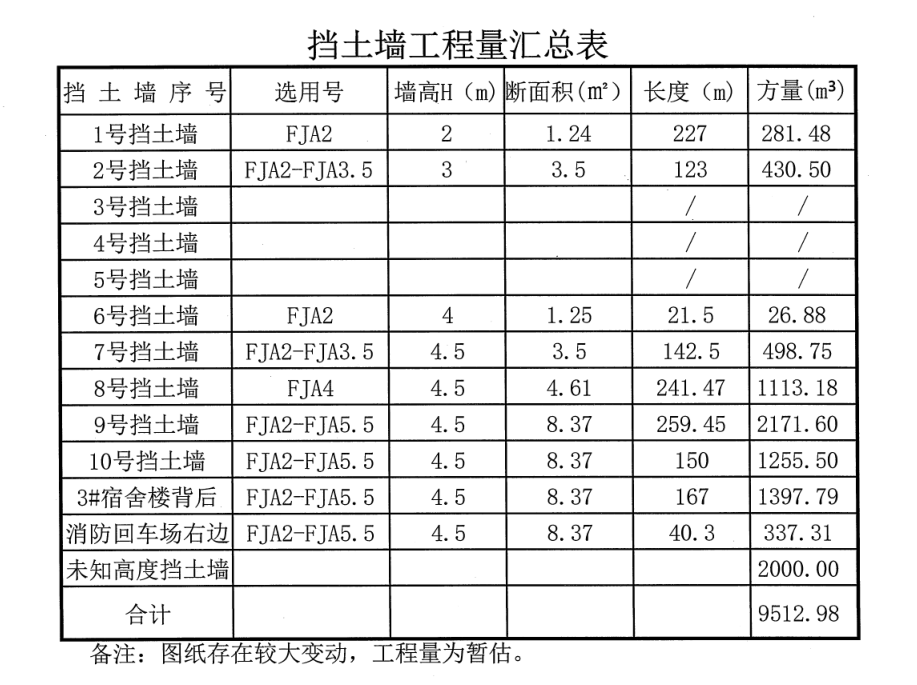 挡土墙工程量汇总表
挡土墙序号 选用号 墙高H（m） 断面积(㎡） 长度（m） 方量(m³)
1号挡土墙 FJA2 2 1.24 227 281.48
2号挡土墙 FJA2-FJA3.5 3 3.5 123 430.50
3号挡土墙 / /
4号挡土墙 / /
5号挡土墙 / /
6号挡土墙 FJA2 4 1.25 21.5 26.88
7号挡土墙 FJA2-FJA3.5 4.5 3.5 142.5 498.75
8号挡土墙 FJA4 4.5 4.61 241.47 1113.18
9号挡土墙 FJA2-FJA5.5 4.5 8.37 259.45 2171.60
10号挡土墙 FJA2-FJA5.5 4.5 8.37 150 1255.50
3#宿舍楼背后 FJA2-FJA5.5 4.5 8.37 167 1397.79
消防回车场右边 FJA2-FJA5.5 4.5 8.37 40.3 337.31
未知高度挡土墙 2000.00
合计 9512.98
备注：图纸存在较大变动，工程量为暂估。